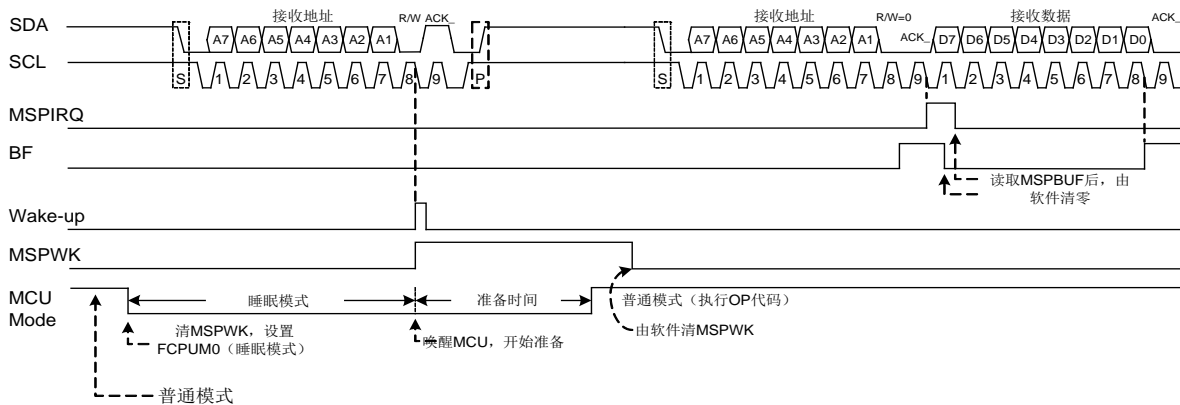 接收地址 R/W ACK_ 接收地址 R/W=0 接收数据 ACK_
SDA A7 A6 A5 A4 A3 A2 A1 A7 A6 A5 A4 A3 A2 A1 ACK_ D7 D6 D5 D4 D3 D2 D1 D0
SCL S 1 2 3 4 5 6 7 8 9 P S 1 2 3 4 5 6 7 8 9 1 2 3 4 5 6 7 8 9
MSPIRQ
BF
读取MSPBUF后，由
软件清零
Wake-up
MSPWK
MCU
Mode
睡眠模式 准备时间 普通模式（执行OP代码）
清MSPWK，设置
FCPUM0（睡眠模式）
唤醒MCU，开始准备
由软件清MSPWK
普通模式